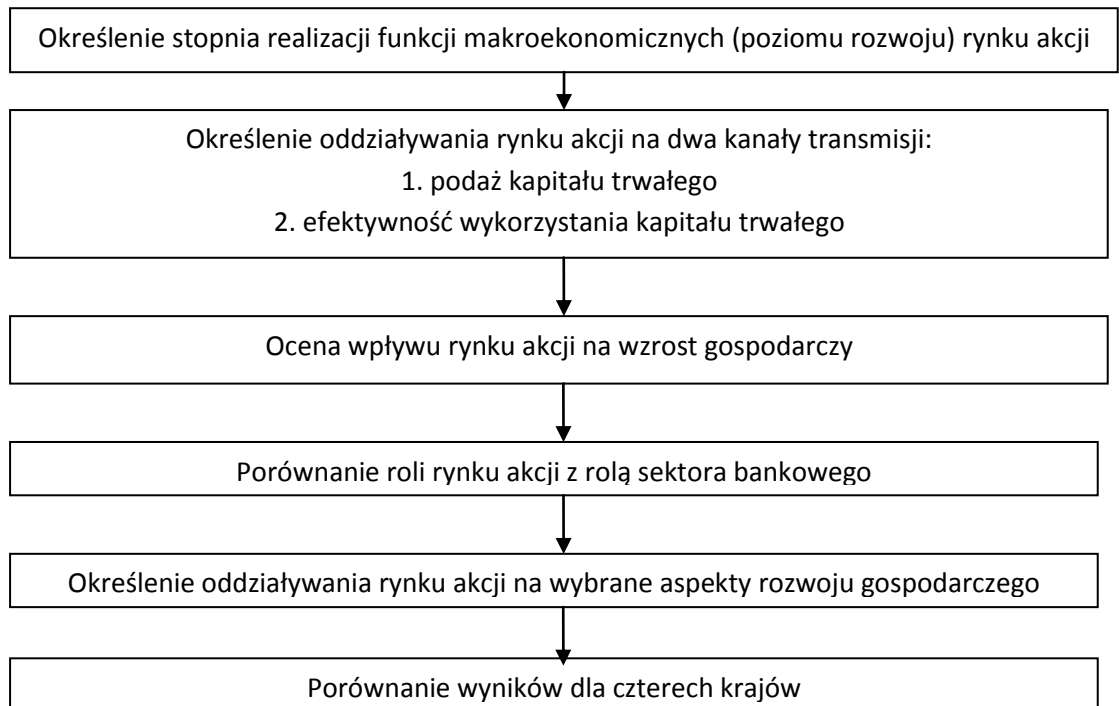 Określenie stopnia realizacji funkcji makroekonomicznych (poziomu rozwoju) rynku akcji
Określenie oddziaływania rynku akcji na dwa kanały transmisji:
1. podaż kapitału trwałego
2. efektywność wykorzystania kapitału trwałego
Ocena wpływu rynku akcji na wzrost gospodarczy
Porównanie roli rynku akcji z rolą sektora bankowego
Określenie oddziaływania rynku akcji na wybrane aspekty rozwoju gospodarczego
Porównanie wyników dla czterech krajów